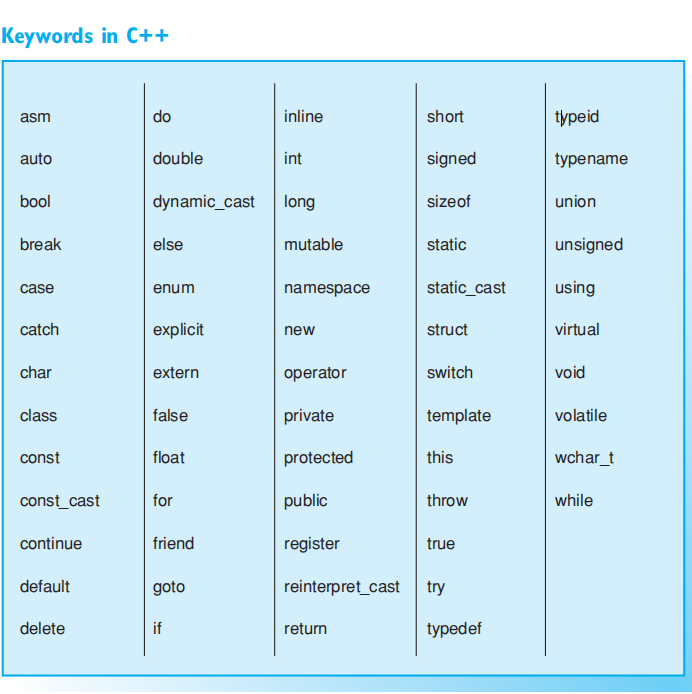 Keywords in C++
asm do inline short typeid
auto double int signed typename
bool dynamic_cast long sizeof union
break else mutable static unsigned
case enum namespace static_cast using
catch explicit new struct virtual
char extern operator switch void
class false private template volatile
const float protected this wchar_t
const_cast for public throw while
continue friend register true
default goto reinterpret_cast try
delete if return typedef